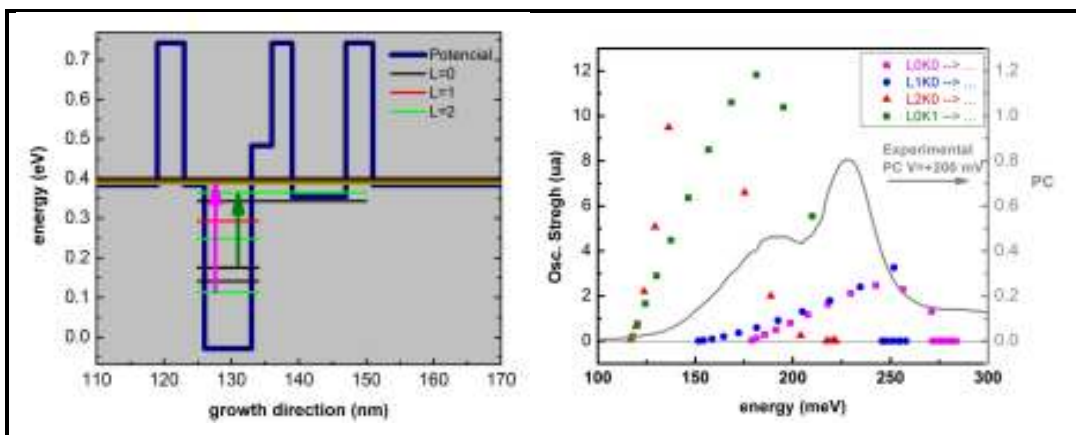 0.7
0.6
0.5
0.4
0.3
0.2
0.1
0.0
energy (eV)
Potencial
L=0
L=1
L=2
110 120 130 140 150 160 170
growth direction (nm)
12
10
8
6
4
2
0
Osc. Stregh (ua)
L0K0 --> ...
L1K0 --> ...
L2K0 --> ...
L0K1 --> ...
Experimental
PC V=+206 mV
1.2
1.0
0.8
0.6
0.4
0.2
0.0
PC
100 150 200 250 300
energy (meV)